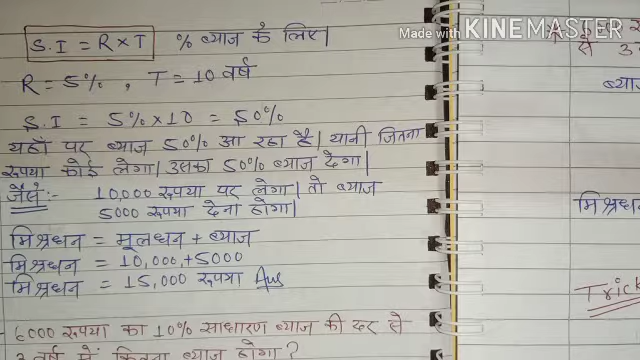 S.I = R × T % ब्याज के लिए।
R = 5% , T = 10 वर्ष
S.I = 5% × 10 = 50%
यहाँ पर ब्याज 50% आ रहा है। यानी जितना
रूपया कोई लेगा। उसका 50% ब्याज देगा।
जैसे:- 10,000 रूपया पर लेगा। तो ब्याज
5000 रूपया देना होगा।
मिश्रधन = मूलधन + ब्याज
मिश्रधन = 10,000 + 5000
मिश्रधन = 15,000 रूपया Ans
6000 रूपया का 10% साधारण ब्याज की दर से
3 वर्ष में कितना ब्याज होगा?
Made with KINEMASTER
से
ब्याज
मिश्रधन
Trick